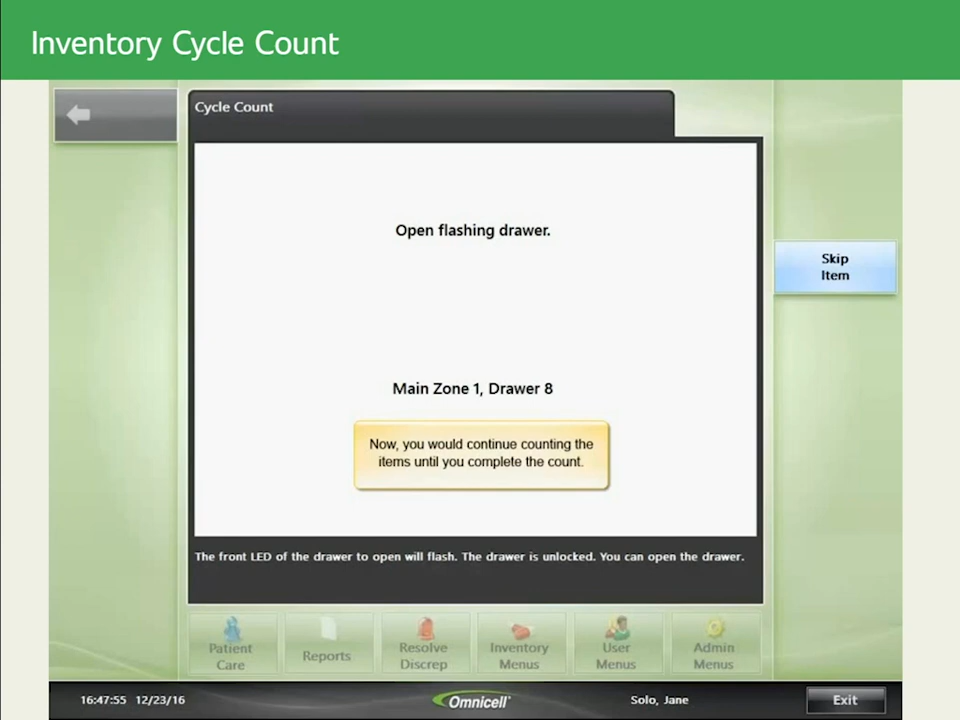 Inventory Cycle Count
Cycle Count
Open flashing drawer.
Skip
Item
Main Zone 1, Drawer 8
Now, you would continue counting the
items until you complete the count.
The front LED of the drawer to open will flash. The drawer is unlocked. You can open the drawer.
Patient
Care
Reports
Resolve
Discrep
Inventory
Menus
User
Menus
Admin
Menus
16:47:55 12/23/16
Omnicell
Solo, Jane
Exit